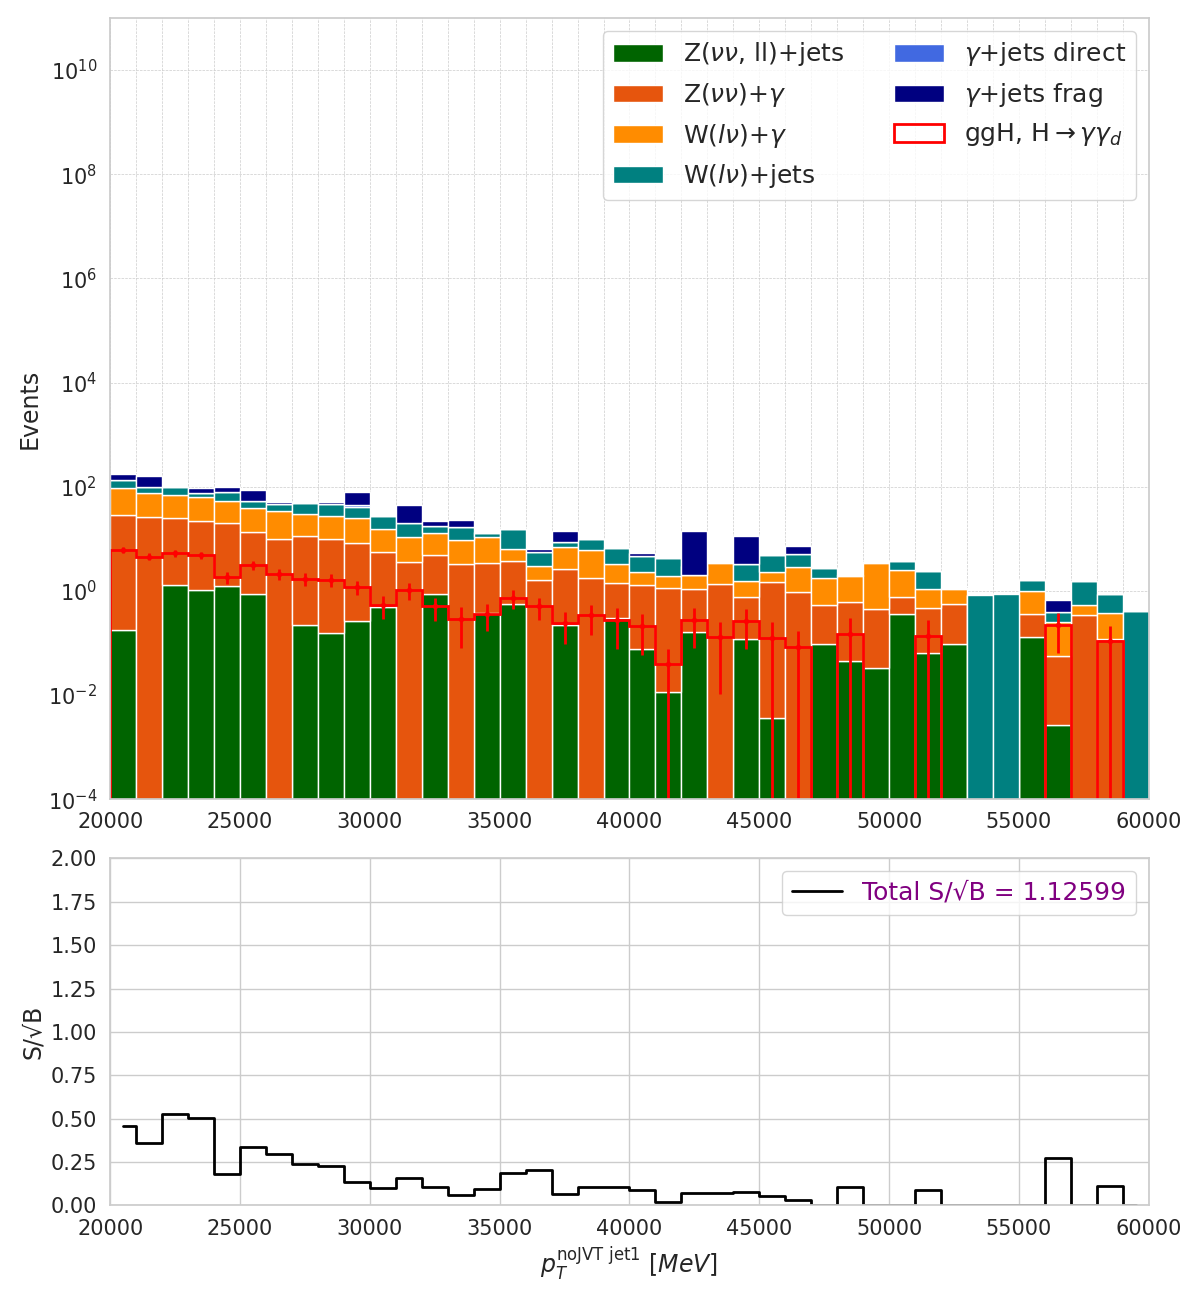 Z(νν, ll)+jets
Z(νν)+γ
W(lν)+γ
W(lν)+jets
γ+jets direct
γ+jets frag
ggH, H→γγ_d
Events
10^10
10^8
10^6
10^4
10^2
10^0
10^−2
10^−4
20000 25000 30000 35000 40000 45000 50000 55000 60000
Total S/√B = 1.12599
S/√B
2.00
1.75
1.50
1.25
1.00
0.75
0.50
0.25
0.00
20000 25000 30000 35000 40000 45000 50000 55000 60000
p_T^noJVT jet1 [MeV]